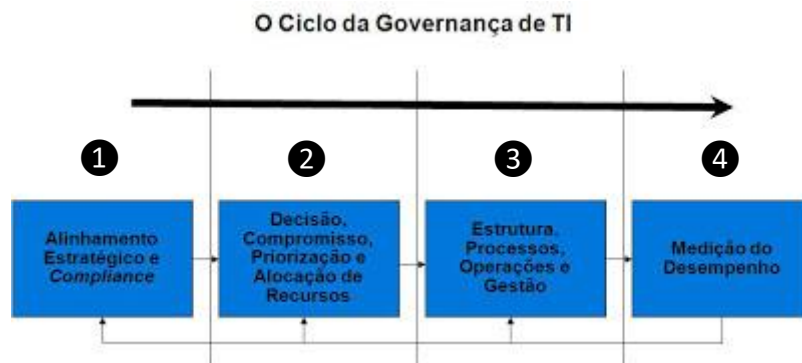 O Ciclo da Governança de TI
1
2
3
4
Alinhamento
Estratégico e
Compliance
Decisão,
Compromisso,
Priorização e
Alocação de
Recursos
Estrutura,
Processos,
Operações e
Gestão
Medição do
Desempenho